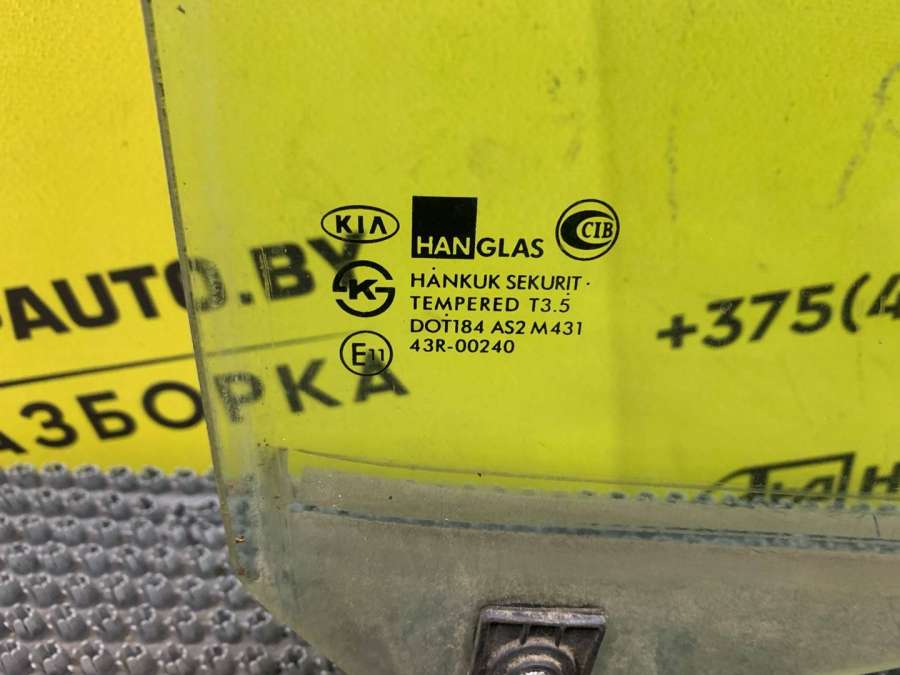 KIA HANGLAS CIB
HANKUK SEKURIT
TEMPERED T3.5
DOT184 AS2 M431
E11 43R-00240
AUTO.BY
+375(4
АЗБОРКА